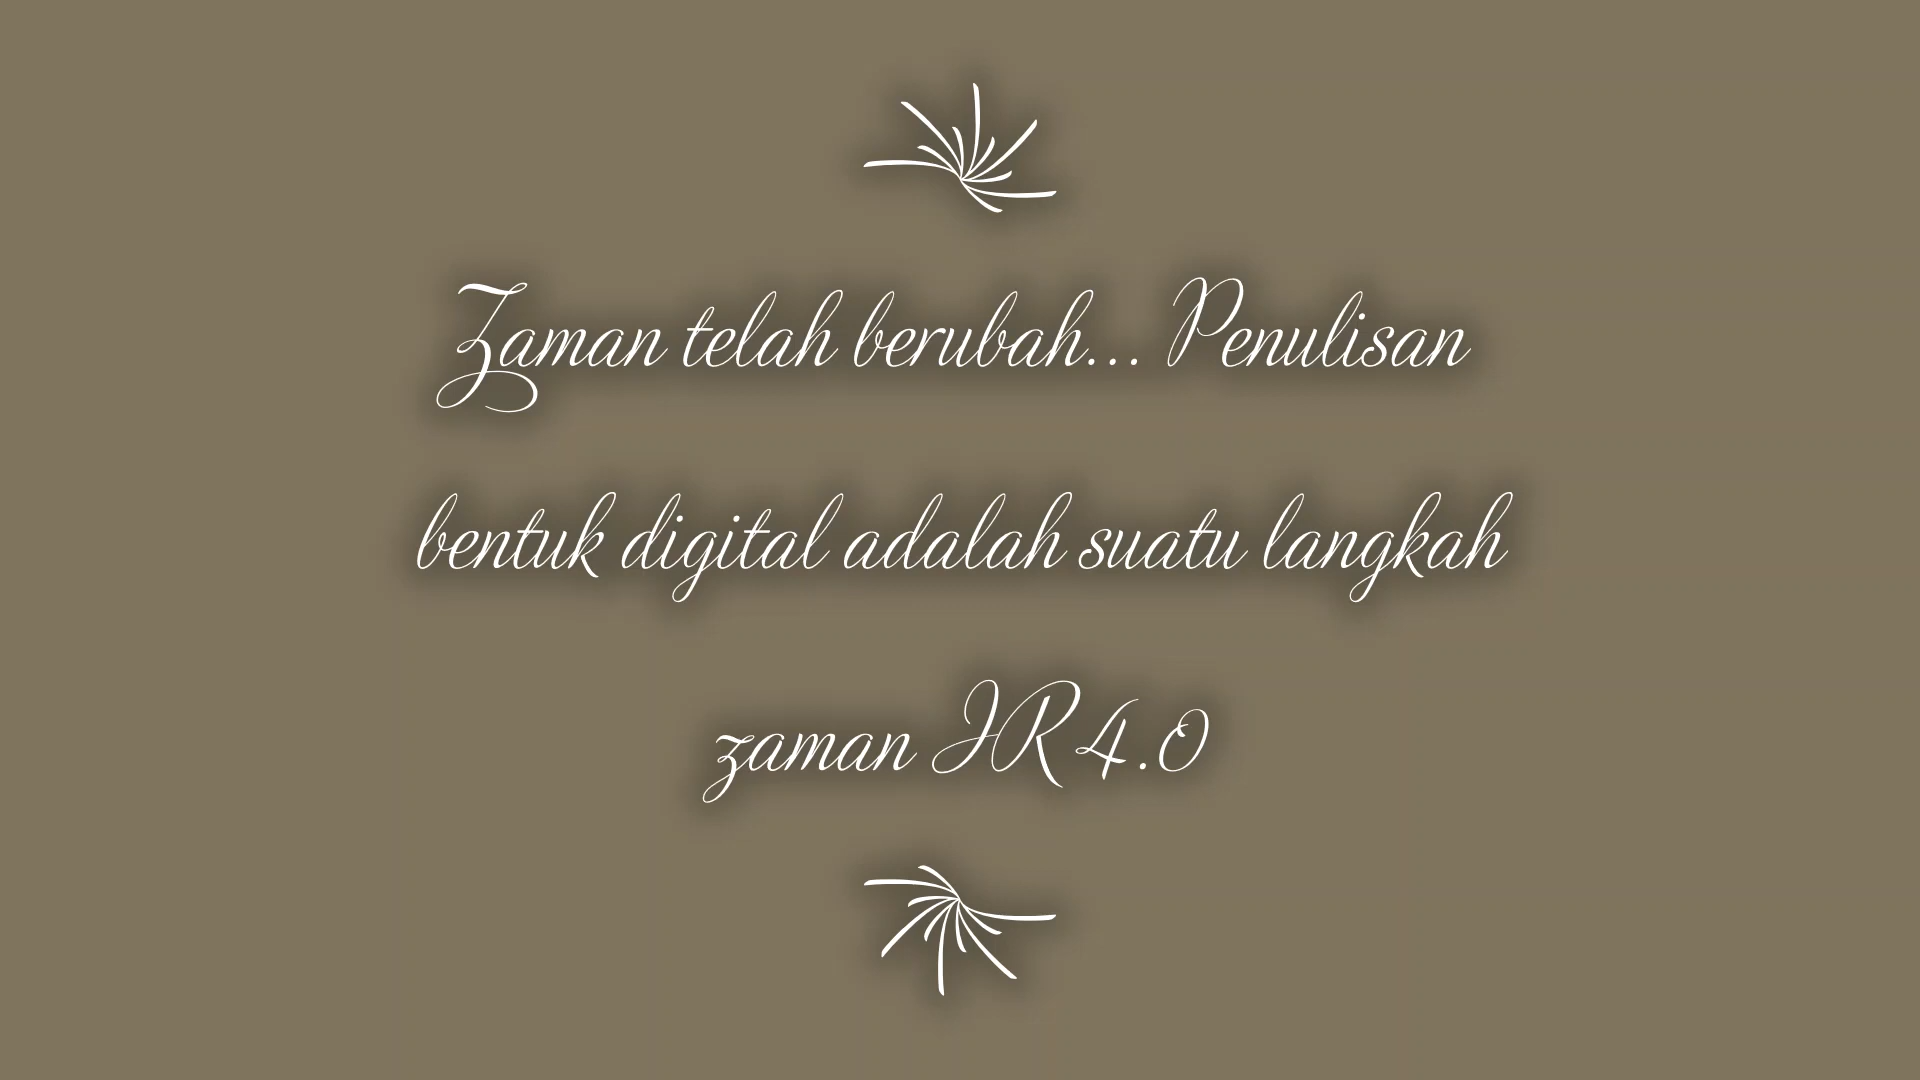 Zaman telah berubah... Penulisan
bentuk digital adalah suatu langkah
zaman IR 4.0